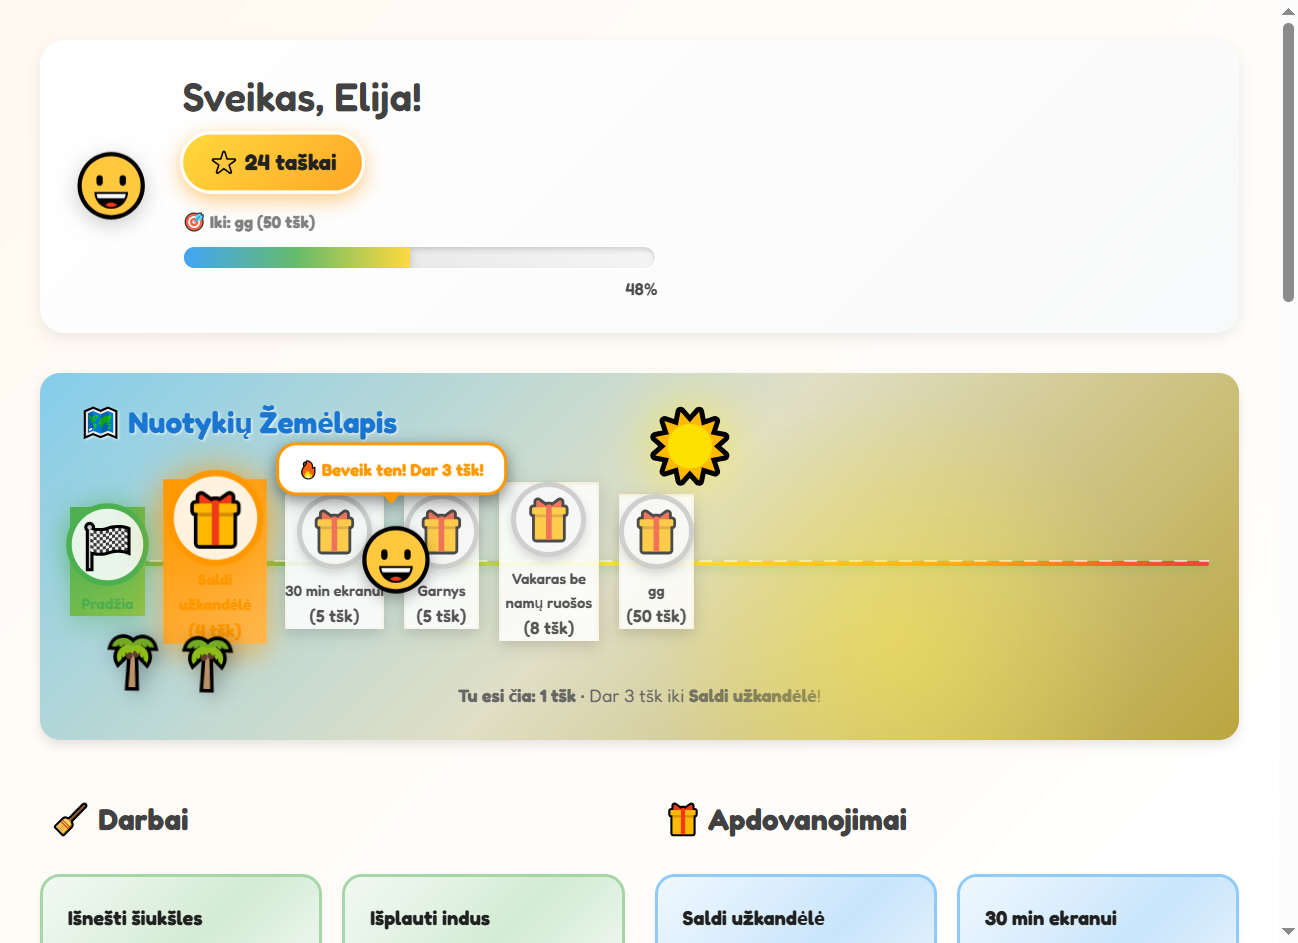 Sveikas, Elija!
24 taškai
Iki: gg (50 tšk)
48%
Nuotykių Žemėlapis
Beveik ten! Dar 3 tšk!
Pradžia
Saldi
užkandėlė
(4 tšk)
30 min ekranui
(5 tšk)
Garnys
(5 tšk)
Vakaras be
namų ruošos
(8 tšk)
gg
(50 tšk)
Tu esi čia: 1 tšk · Dar 3 tšk iki Saldi užkandėlė!
Darbai
Apdovanojimai
Išnešti šiukšles
Išplauti indus
Saldi užkandėlė
30 min ekranui